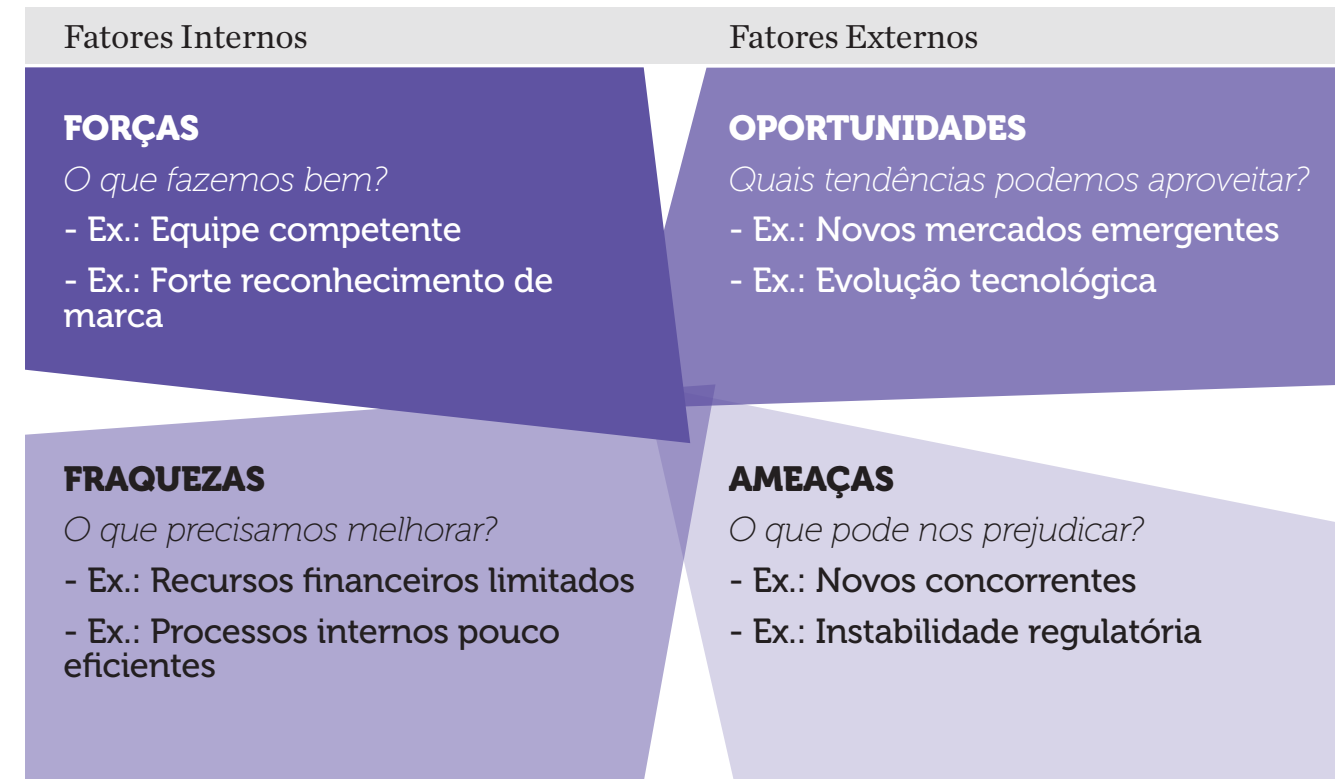 Fatores Internos
Fatores Externos
FORÇAS
O que fazemos bem?
- Ex.: Equipe competente
- Ex.: Forte reconhecimento de
marca
OPORTUNIDADES
Quais tendências podemos aproveitar?
- Ex.: Novos mercados emergentes
- Ex.: Evolução tecnológica
FRAQUEZAS
O que precisamos melhorar?
- Ex.: Recursos financeiros limitados
- Ex.: Processos internos pouco
eficientes
AMEAÇAS
O que pode nos prejudicar?
- Ex.: Novos concorrentes
- Ex.: Instabilidade regulatória